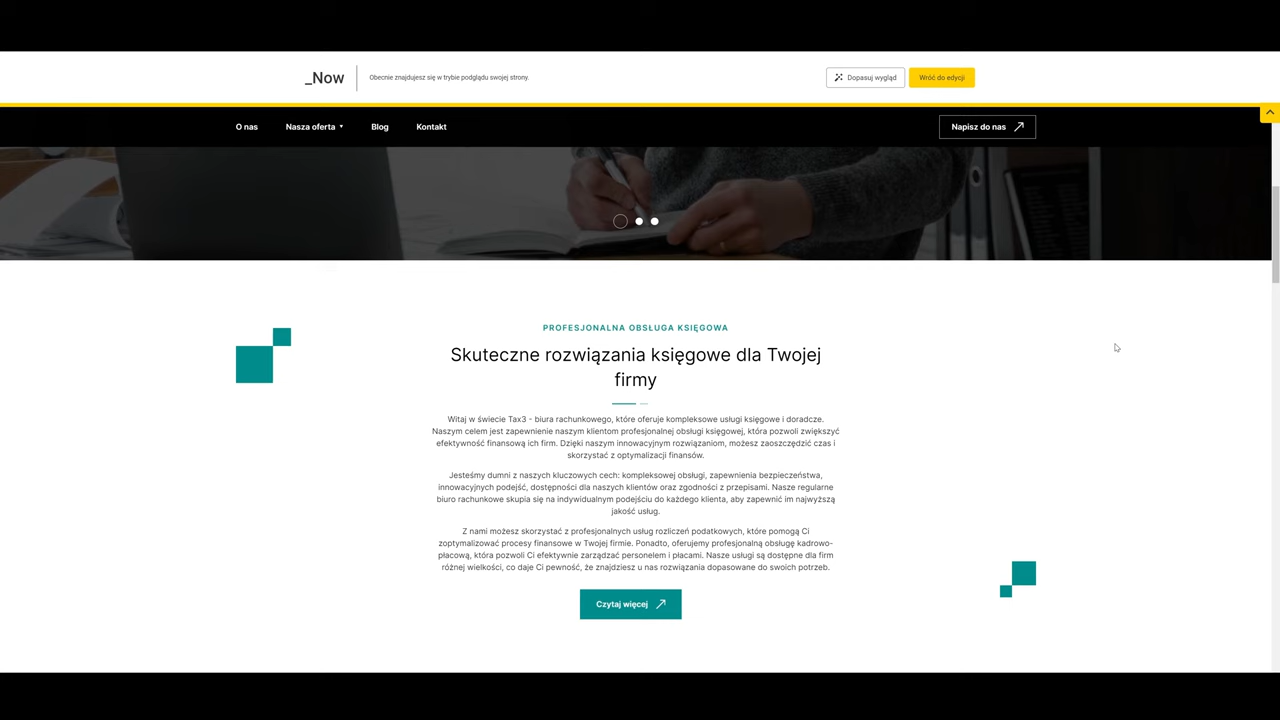 _Now
Obecnie znajdujesz się w trybie podglądu swojej strony.
Dopasuj wygląd
Wróć do edycji
O nas
Nasza oferta
Blog
Kontakt
Napisz do nas
PROFESJONALNA OBSŁUGA KSIĘGOWA
Skuteczne rozwiązania księgowe dla Twojej
firmy
Witaj w świecie Tax3 - biura rachunkowego, które oferuje kompleksowe usługi księgowe i doradcze.
Naszym celem jest zapewnienie naszym klientom profesjonalnej obsługi księgowej, która pozwoli zwiększyć
efektywność finansową ich firm. Dzięki naszym innowacyjnym rozwiązaniom, możesz zaoszczędzić czas i
skorzystać z optymalizacji finansów.
Jesteśmy dumni z naszych kluczowych cech: kompleksowej obsługi, zapewnienia bezpieczeństwa,
innowacyjnych podejść, dostępności dla naszych klientów oraz zgodności z przepisami. Nasze regularne
biuro rachunkowe skupia się na indywidualnym podejściu do każdego klienta, aby zapewnić im najwyższą
jakość usług.
Z nami możesz skorzystać z profesjonalnych usług rozliczeń podatkowych, które pomogą Ci
zoptymalizować procesy finansowe w Twojej firmie. Ponadto, oferujemy profesjonalną obsługę kadrowo-
płacową, która pozwoli Ci efektywnie zarządzać personelem i płacami. Nasze usługi są dostępne dla firm
różnej wielkości, co daje Ci pewność, że znajdziesz u nas rozwiązania dopasowane do swoich potrzeb.
Czytaj więcej